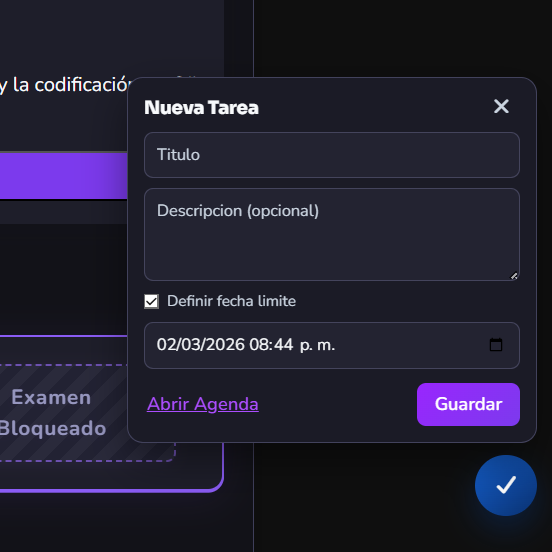 y la codificación
Nueva Tarea
Titulo
Descripcion (opcional)
Definir fecha limite
02/03/2026 08:44 p. m.
Abrir Agenda
Guardar
Examen
Bloqueado